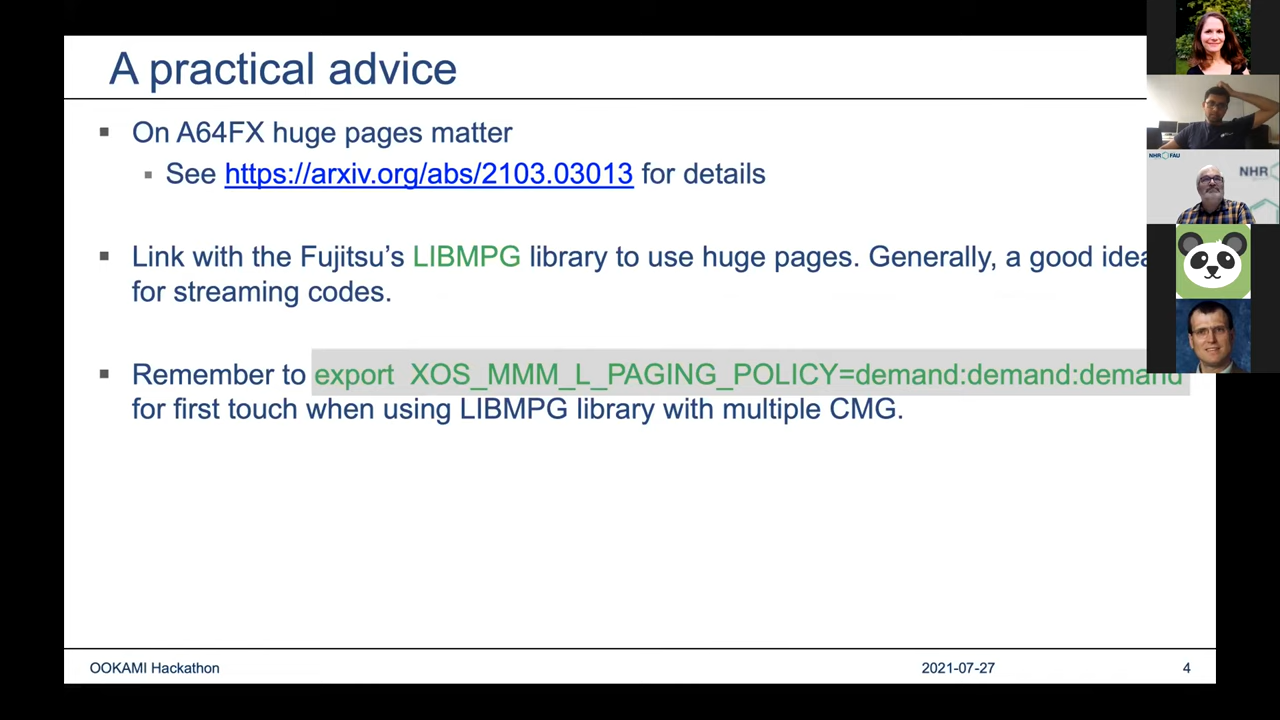 A practical advice
On A64FX huge pages matter
See https://arxiv.org/abs/2103.03013 for details
Link with the Fujitsu's LIBMPG library to use huge pages. Generally, a good idea
for streaming codes.
Remember to export XOS_MMM_L_PAGING_POLICY=demand:demand:demand
for first touch when using LIBMPG library with multiple CMG.
OOKAMI Hackathon
2021-07-27
4
NHR FAU
NHR